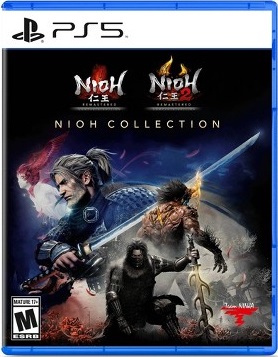 PS5
NIOH NIOH 2
仁王 仁王
REMASTERED REMASTERED
NIOH COLLECTION
MATURE 17+
M
ESRB
Team NINJA